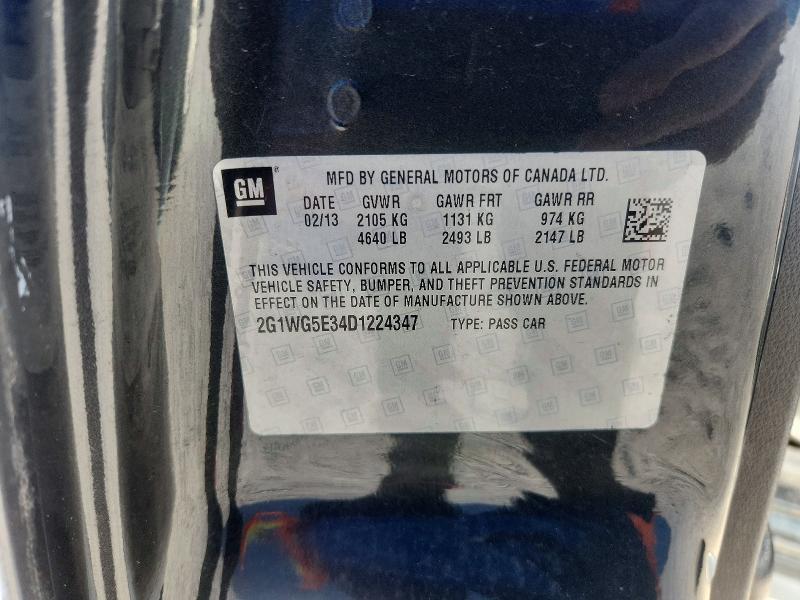 GM
MFD BY GENERAL MOTORS OF CANADA LTD.
DATE GVWR GAWR FRT GAWR RR
02/13 2105 KG 1131 KG 974 KG
4640 LB 2493 LB 2147 LB
THIS VEHICLE CONFORMS TO ALL APPLICABLE U.S. FEDERAL MOTOR
VEHICLE SAFETY, BUMPER, AND THEFT PREVENTION STANDARDS IN
EFFECT ON THE DATE OF MANUFACTURE SHOWN ABOVE.
2G1WG5E34D1224347 TYPE: PASS CAR